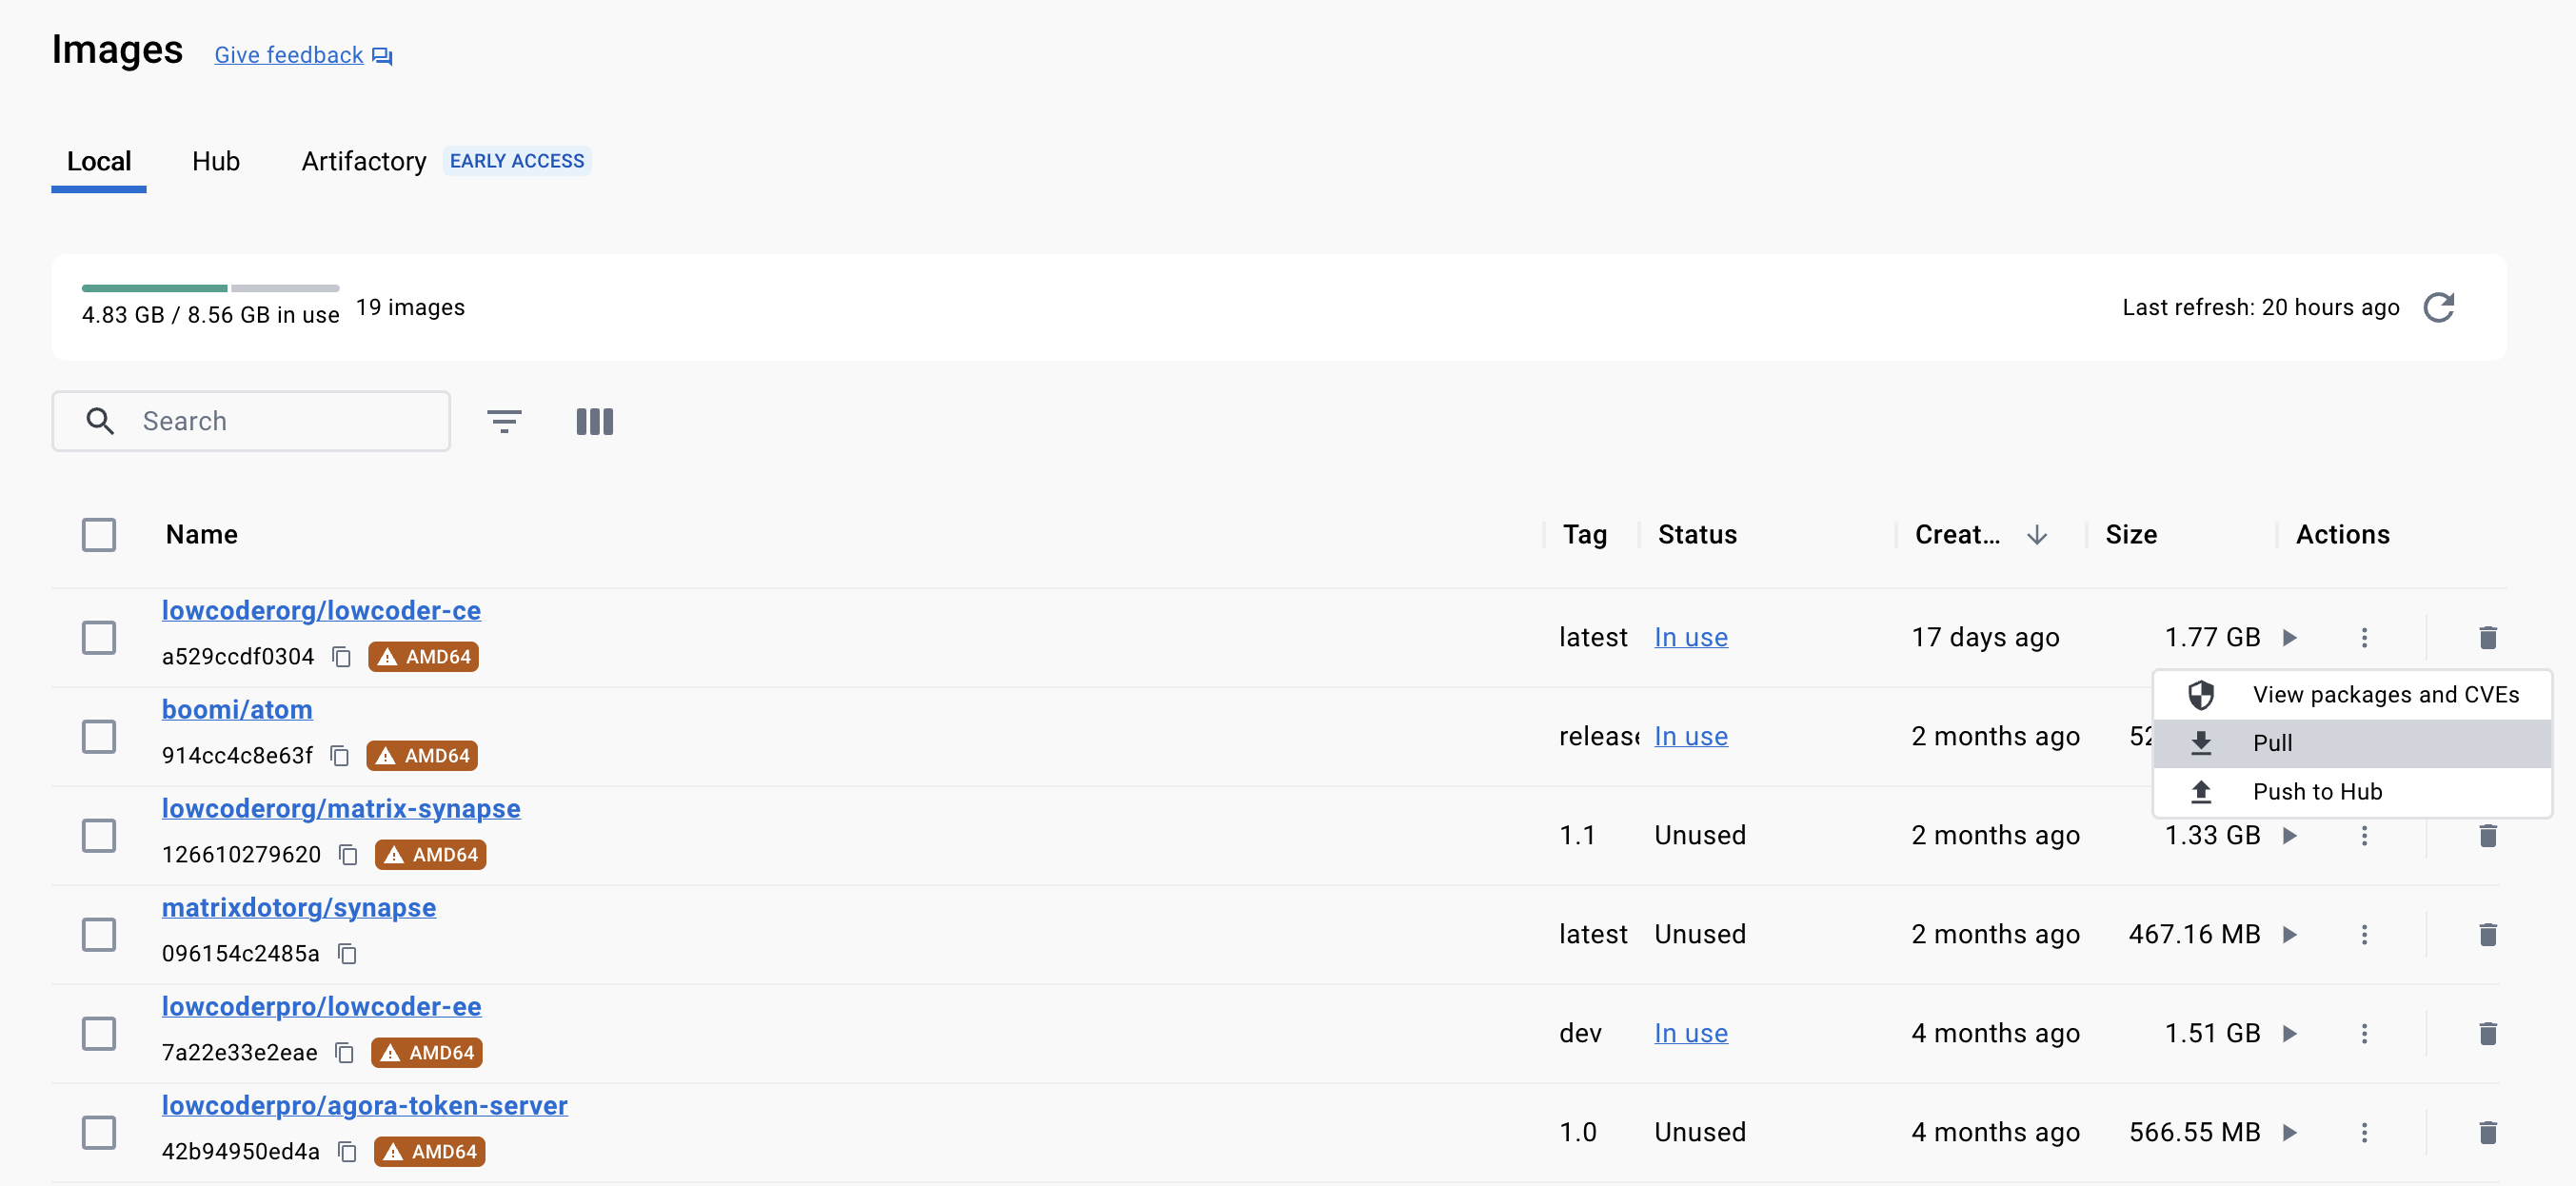 Images Give feedback
Local Hub Artifactory EARLY ACCESS
4.83 GB / 8.56 GB in use 19 images Last refresh: 20 hours ago
Search
Name Tag Status Creat... Size Actions
lowcoderorg/lowcoder-ce
a529ccdf0304 AMD64 latest In use 17 days ago 1.77 GB
View packages and CVEs
boomi/atom
914cc4c8e63f AMD64 release In use 2 months ago 52
Pull
Push to Hub
lowcoderorg/matrix-synapse
126610279620 AMD64 1.1 Unused 2 months ago 1.33 GB
matrixdotorg/synapse
096154c2485a latest Unused 2 months ago 467.16 MB
lowcoderpro/lowcoder-ee
7a22e33e2eae AMD64 dev In use 4 months ago 1.51 GB
lowcoderpro/agora-token-server
42b94950ed4a AMD64 1.0 Unused 4 months ago 566.55 MB